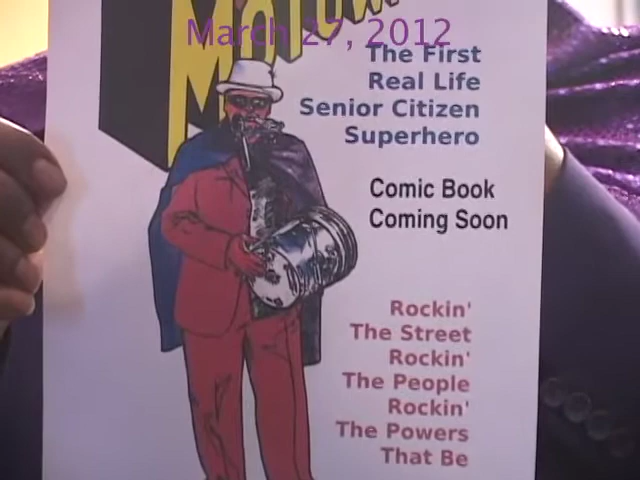 March 27, 2012
The First
Real Life
Senior Citizen
Superhero
Comic Book
Coming Soon
Rockin'
The Street
Rockin'
The People
Rockin'
The Powers
That Be